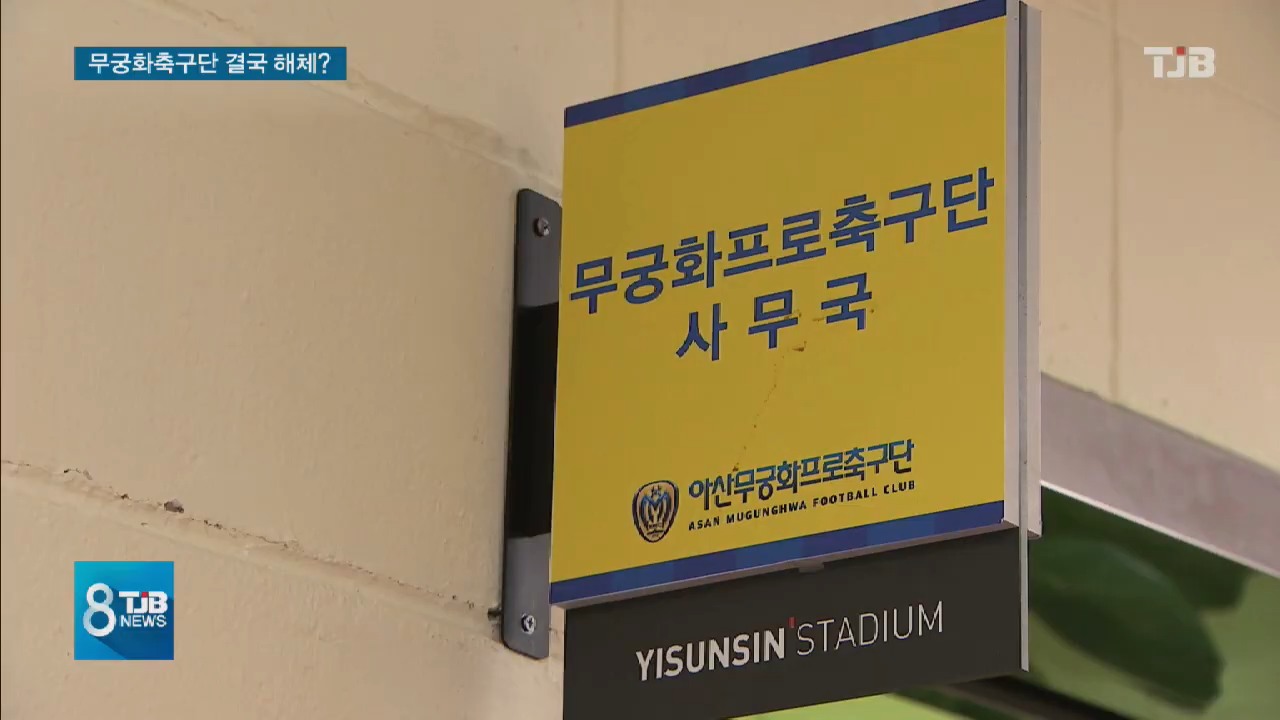 무궁화축구단 결국 해체?
TJB
무궁화프로축구단
사무국
아산무궁화프로축구단
ASAN MUGUNGHWA FOOTBALL CLUB
8 TJB NEWS
YISUNSIN'STADIUM